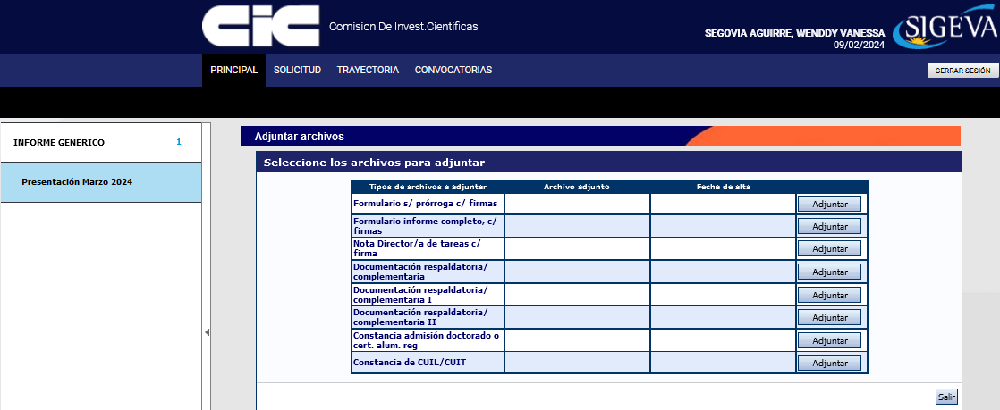 CIC
Comision De Invest.Cientificas
SEGOVIA AGUIRRE, WENDDY VANESSA
09/02/2024
SIGEVA
PRINCIPAL SOLICITUD TRAYECTORIA CONVOCATORIAS
CERRAR SESIÓN
INFORME GENERICO 1
Presentación Marzo 2024
Adjuntar archivos
Seleccione los archivos para adjuntar
Tipos de archivos a adjuntar Archivo adjunto Fecha de alta
Formulario s/ prórroga c/ firmas Adjuntar
Formulario informe completo, c/
firmas Adjuntar
Nota Director/a de tareas c/
firma Adjuntar
Documentación respaldatoria/
complementaria Adjuntar
Documentación respaldatoria/
complementaria I Adjuntar
Documentación respaldatoria/
complementaria II Adjuntar
Constancia admisión doctorado o
cert. alum. reg Adjuntar
Constancia de CUIL/CUIT Adjuntar
Salir